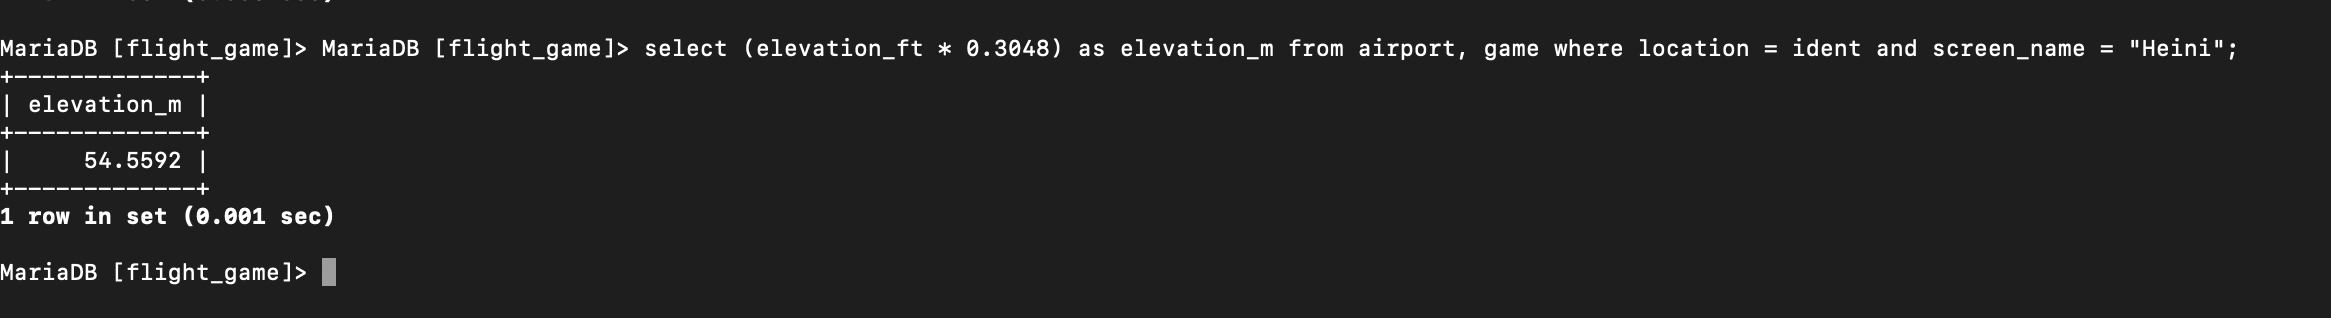 MariaDB [flight_game]> MariaDB [flight_game]> select (elevation_ft * 0.3048) as elevation_m from airport, game where location = ident and screen_name = "Heini";
+-------------+
| elevation_m |
+-------------+
|     54.5592 |
+-------------+
1 row in set (0.001 sec)
MariaDB [flight_game]>